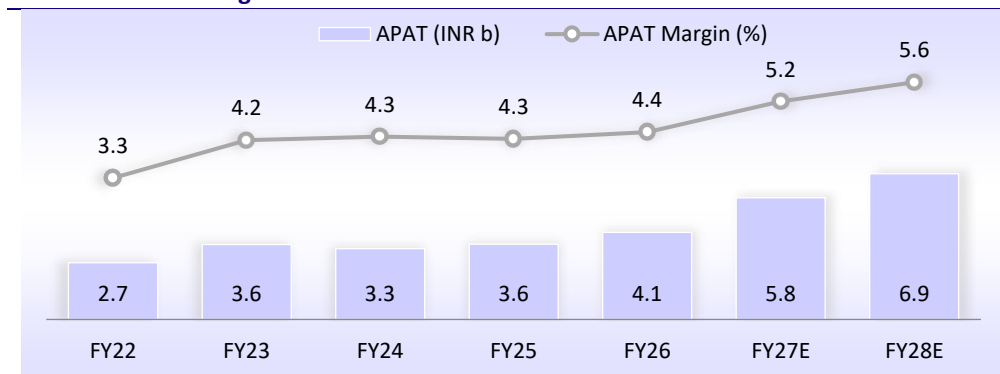 APAT (INR b) APAT Margin (%)
3.3 4.2 4.3 4.3 4.4 5.2 5.6
2.7 3.6 3.3 3.6 4.1 5.8 6.9
FY22 FY23 FY24 FY25 FY26 FY27E FY28E